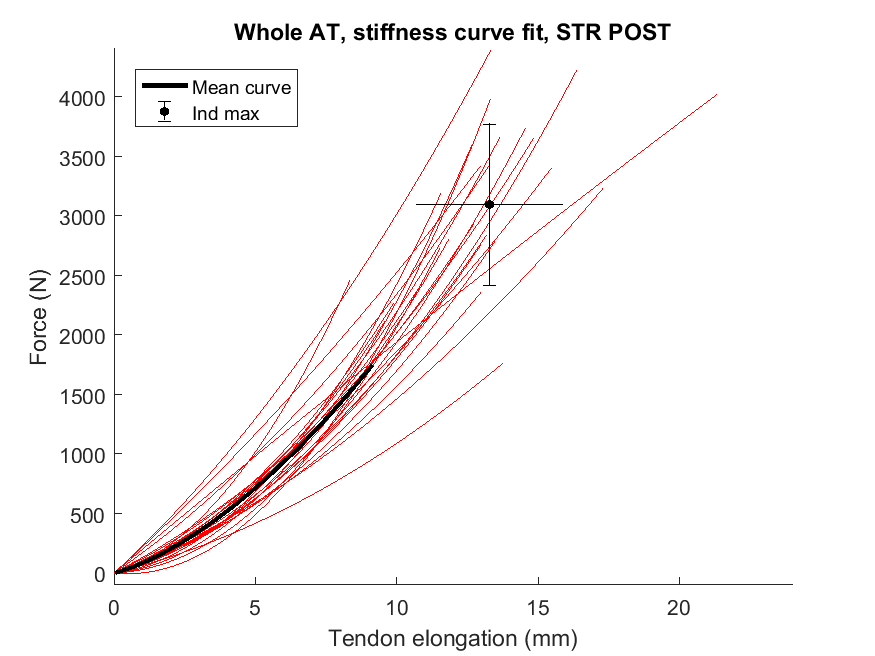 Whole AT, stiffness curve fit, STR POST
Mean curve
Ind max
4000
3500
3000
2500
2000
1500
1000
500
0
Force (N)
0 5 10 15 20
Tendon elongation (mm)